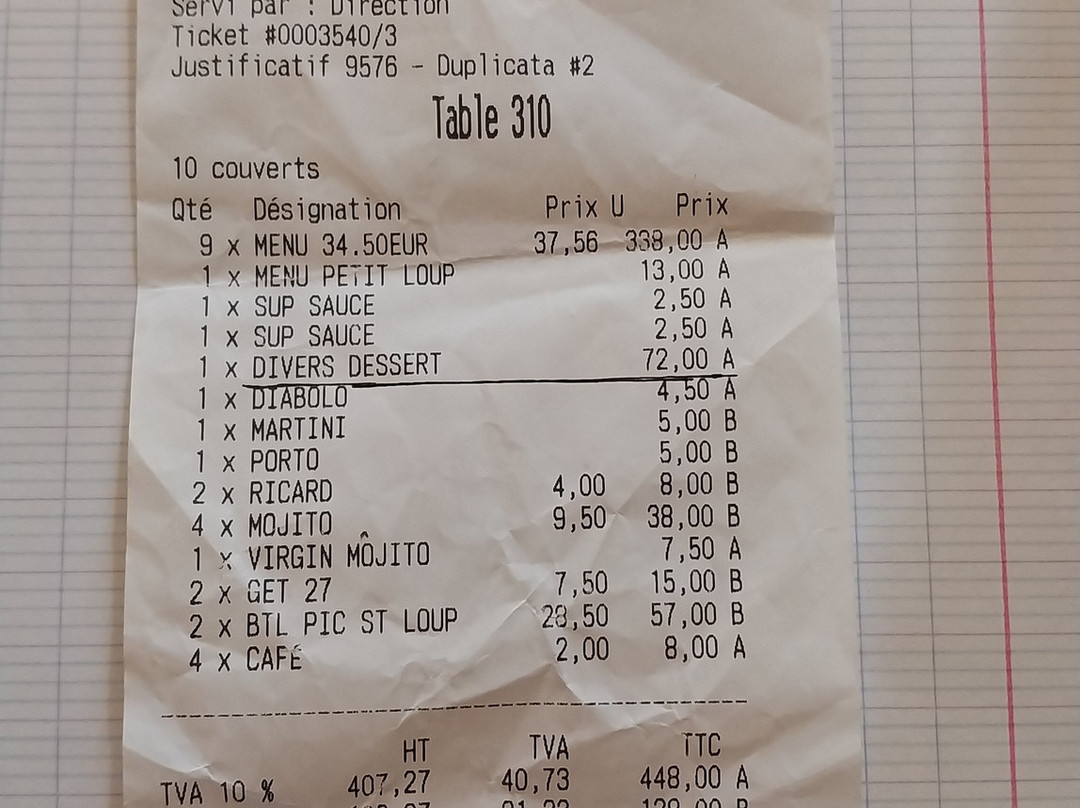 Servi par : Direction
Ticket #0003540/3
Justificatif 9576 - Duplicata #2
Table 310
10 couverts
Qté Désignation Prix U Prix
9 x MENU 34.50EUR 37,56 338,00 A
1 x MENU PETIT LOUP 13,00 A
1 x SUP SAUCE 2,50 A
1 x SUP SAUCE 2,50 A
1 x DIVERS DESSERT 72,00 A
1 x DIABOLO 4,50 A
1 x MARTINI 5,00 B
1 x PORTO 5,00 B
2 x RICARD 4,00 8,00 B
4 x MOJITO 9,50 38,00 B
1 x VIRGIN MÔJITO 7,50 A
2 x GET 27 7,50 15,00 B
2 x BTL PIC ST LOUP 28,50 57,00 B
4 x CAFÉ 2,00 8,00 A
HT TVA TTC
TVA 10 % 407,27 40,73 448,00 A